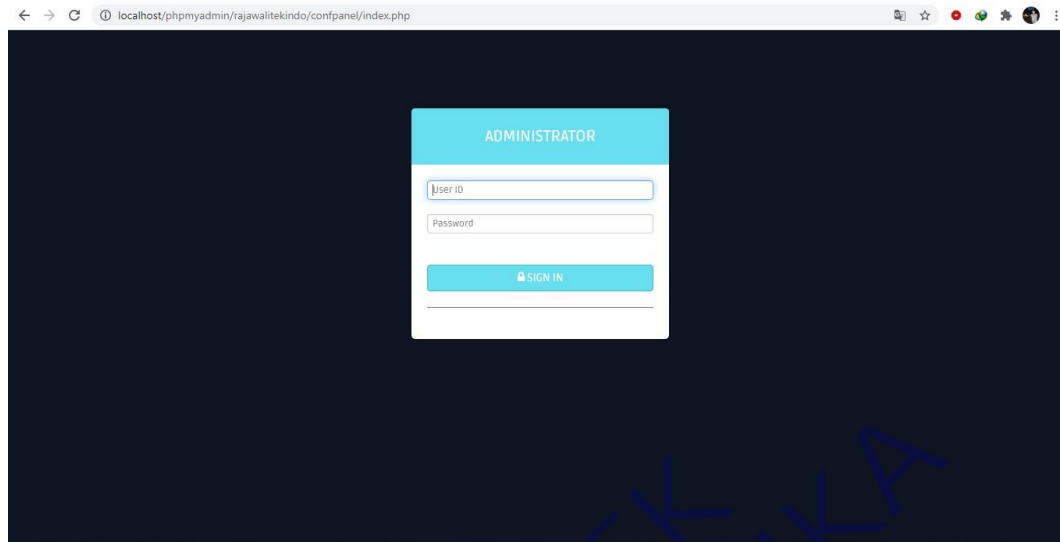 localhost/phpmyadmin/rajawalitekindo/confpanel/index.php
ADMINISTRATOR
User ID
Password
SIGN IN